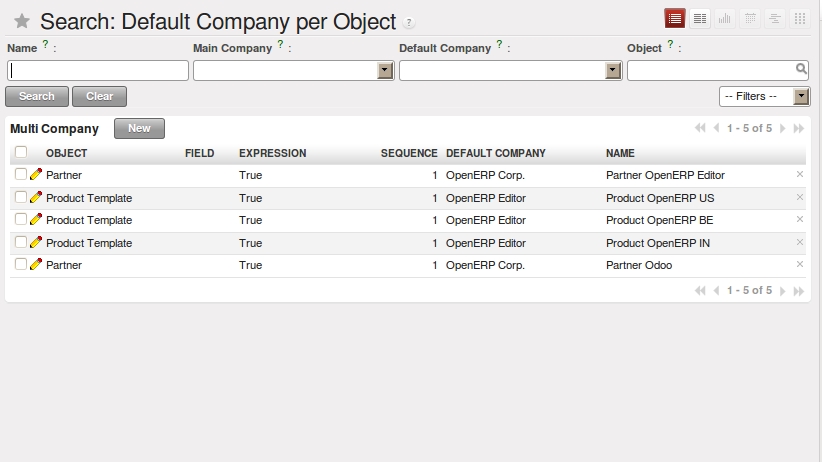 Search: Default Company per Object ?
Name ? : Main Company ? : Default Company ? : Object ? :
Search Clear -- Filters --
Multi Company New 1 - 5 of 5
OBJECT FIELD EXPRESSION SEQUENCE DEFAULT COMPANY NAME
Partner True 1 OpenERP Corp. Partner OpenERP Editor
Product Template True 1 OpenERP Editor Product OpenERP US
Product Template True 1 OpenERP Editor Product OpenERP BE
Product Template True 1 OpenERP Editor Product OpenERP IN
Partner True 1 OpenERP Corp. Partner Odoo
1 - 5 of 5